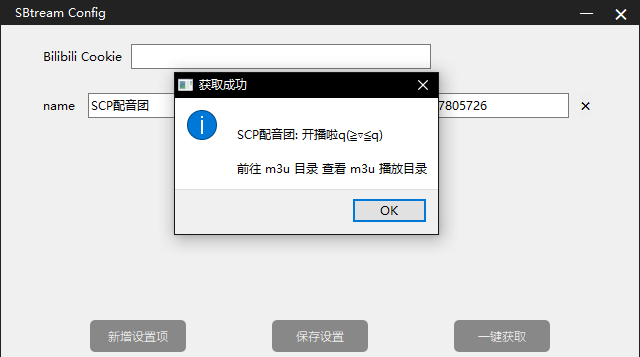 SBtream Config
Bilibili Cookie
获取成功
name SCP配音团 7805726
SCP配音团: 开播啦q(≧▿≦q)
前往 m3u 目录 查看 m3u 播放目录
OK
新增设置项 保存设置 一键获取